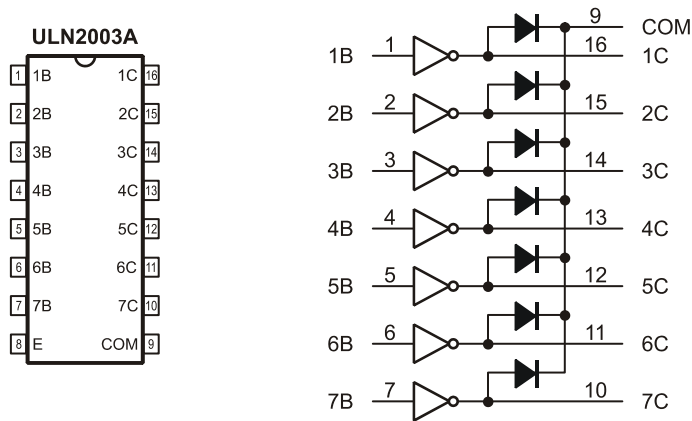 ULN2003A
1 1B 1C 16
2 2B 2C 15
3 3B 3C 14
4 4B 4C 13
5 5B 5C 12
6 6B 6C 11
7 7B 7C 10
8 E COM 9
9 COM
1B 1 16 1C
2B 2 15 2C
3B 3 14 3C
4B 4 13 4C
5B 5 12 5C
6B 6 11 6C
7B 7 10 7C